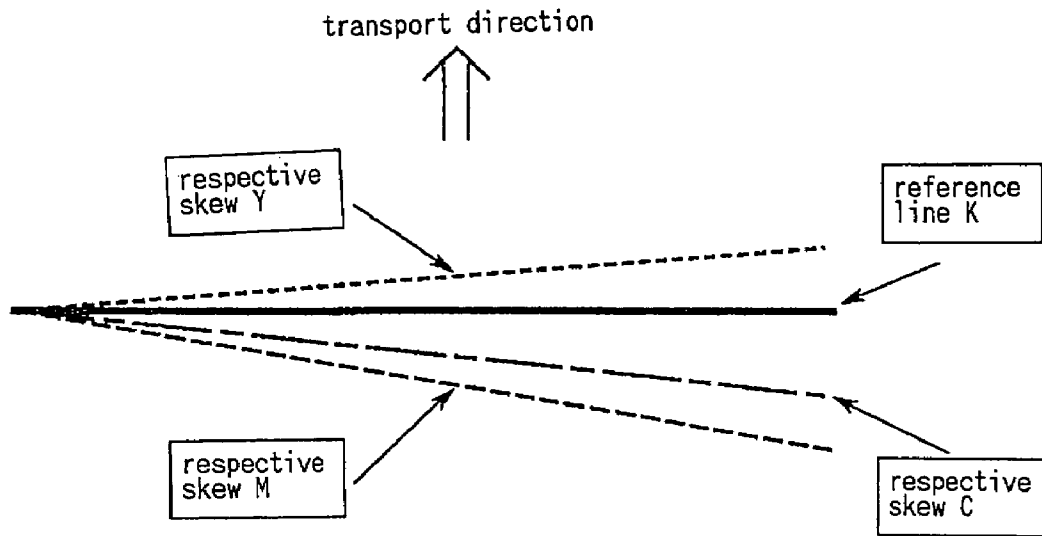 transport direction
respective
skew Y
reference
line K
respective
skew M
respective
skew C